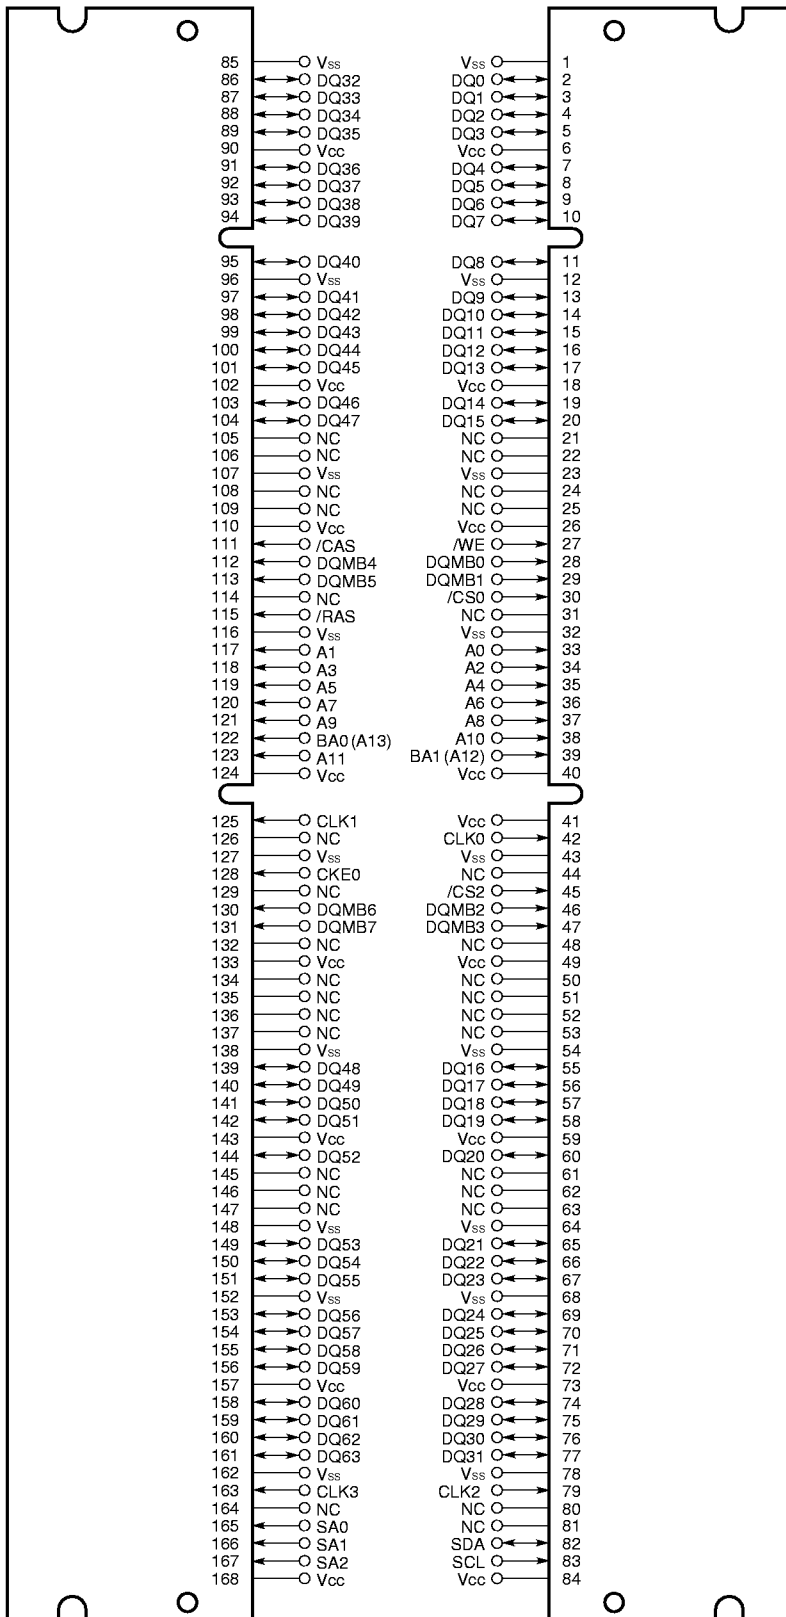 85 Vss Vss 1
86 DQ32 DQ0 2
87 DQ33 DQ1 3
88 DQ34 DQ2 4
89 DQ35 DQ3 5
90 Vcc Vcc 6
91 DQ36 DQ4 7
92 DQ37 DQ5 8
93 DQ38 DQ6 9
94 DQ39 DQ7 10
95 DQ40 DQ8 11
96 Vss Vss 12
97 DQ41 DQ9 13
98 DQ42 DQ10 14
99 DQ43 DQ11 15
100 DQ44 DQ12 16
101 DQ45 DQ13 17
102 Vcc Vcc 18
103 DQ46 DQ14 19
104 DQ47 DQ15 20
105 NC NC 21
106 NC NC 22
107 Vss Vss 23
108 NC NC 24
109 NC NC 25
110 Vcc Vcc 26
111 /CAS /WE 27
112 DQMB4 DQMB0 28
113 DQMB5 DQMB1 29
114 NC /CS0 30
115 /RAS NC 31
116 Vss Vss 32
117 A1 A0 33
118 A3 A2 34
119 A5 A4 35
120 A7 A6 36
121 A9 A8 37
122 BA0 (A13) A10 38
123 A11 BA1 (A12) 39
124 Vcc Vcc 40
125 CLK1 Vcc 41
126 NC CLK0 42
127 Vss Vss 43
128 CKE0 NC 44
129 NC /CS2 45
130 DQMB6 DQMB2 46
131 DQMB7 DQMB3 47
132 NC NC 48
133 Vcc Vcc 49
134 NC NC 50
135 NC NC 51
136 NC NC 52
137 NC NC 53
138 Vss Vss 54
139 DQ48 DQ16 55
140 DQ49 DQ17 56
141 DQ50 DQ18 57
142 DQ51 DQ19 58
143 Vcc Vcc 59
144 DQ52 DQ20 60
145 NC NC 61
146 NC NC 62
147 NC NC 63
148 Vss Vss 64
149 DQ53 DQ21 65
150 DQ54 DQ22 66
151 DQ55 DQ23 67
152 Vss Vss 68
153 DQ56 DQ24 69
154 DQ57 DQ25 70
155 DQ58 DQ26 71
156 DQ59 DQ27 72
157 Vcc Vcc 73
158 DQ60 DQ28 74
159 DQ61 DQ29 75
160 DQ62 DQ30 76
161 DQ63 DQ31 77
162 Vss Vss 78
163 CLK3 CLK2 79
164 NC NC 80
165 SA0 NC 81
166 SA1 SDA 82
167 SA2 SCL 83
168 Vcc Vcc 84